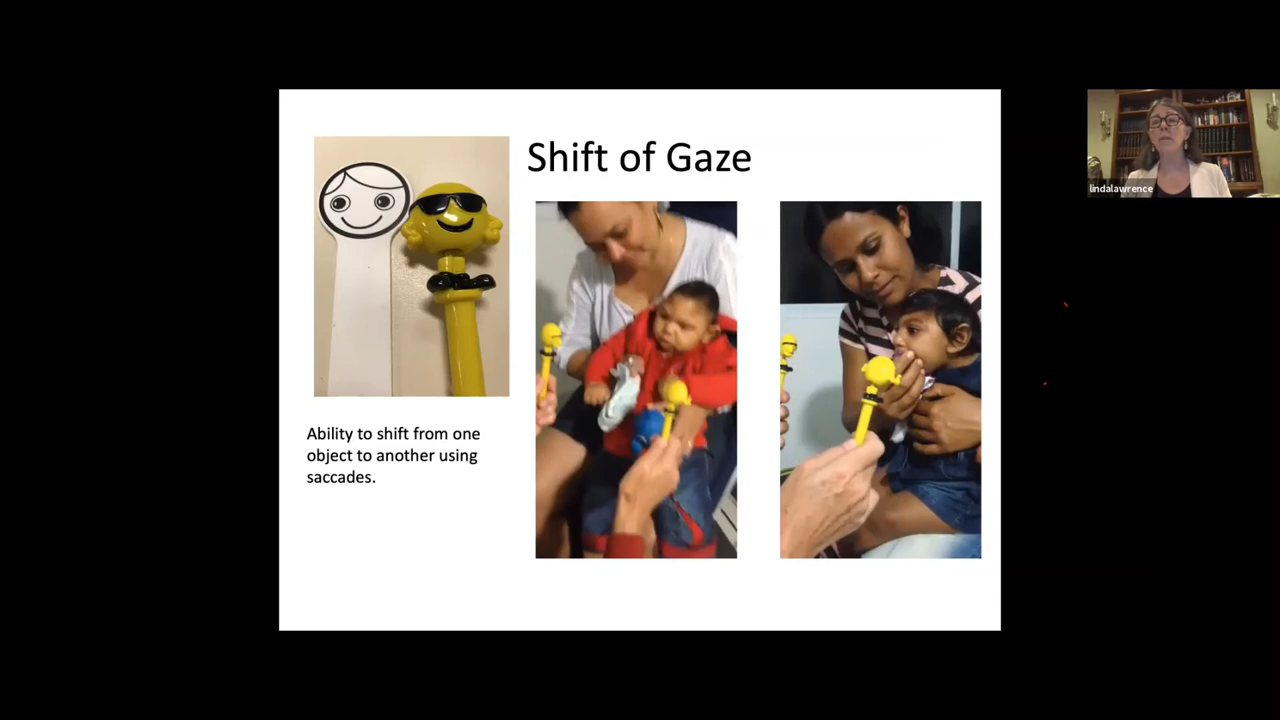 Shift of Gaze
lindalawrence
Ability to shift from one
object to another using
saccades.